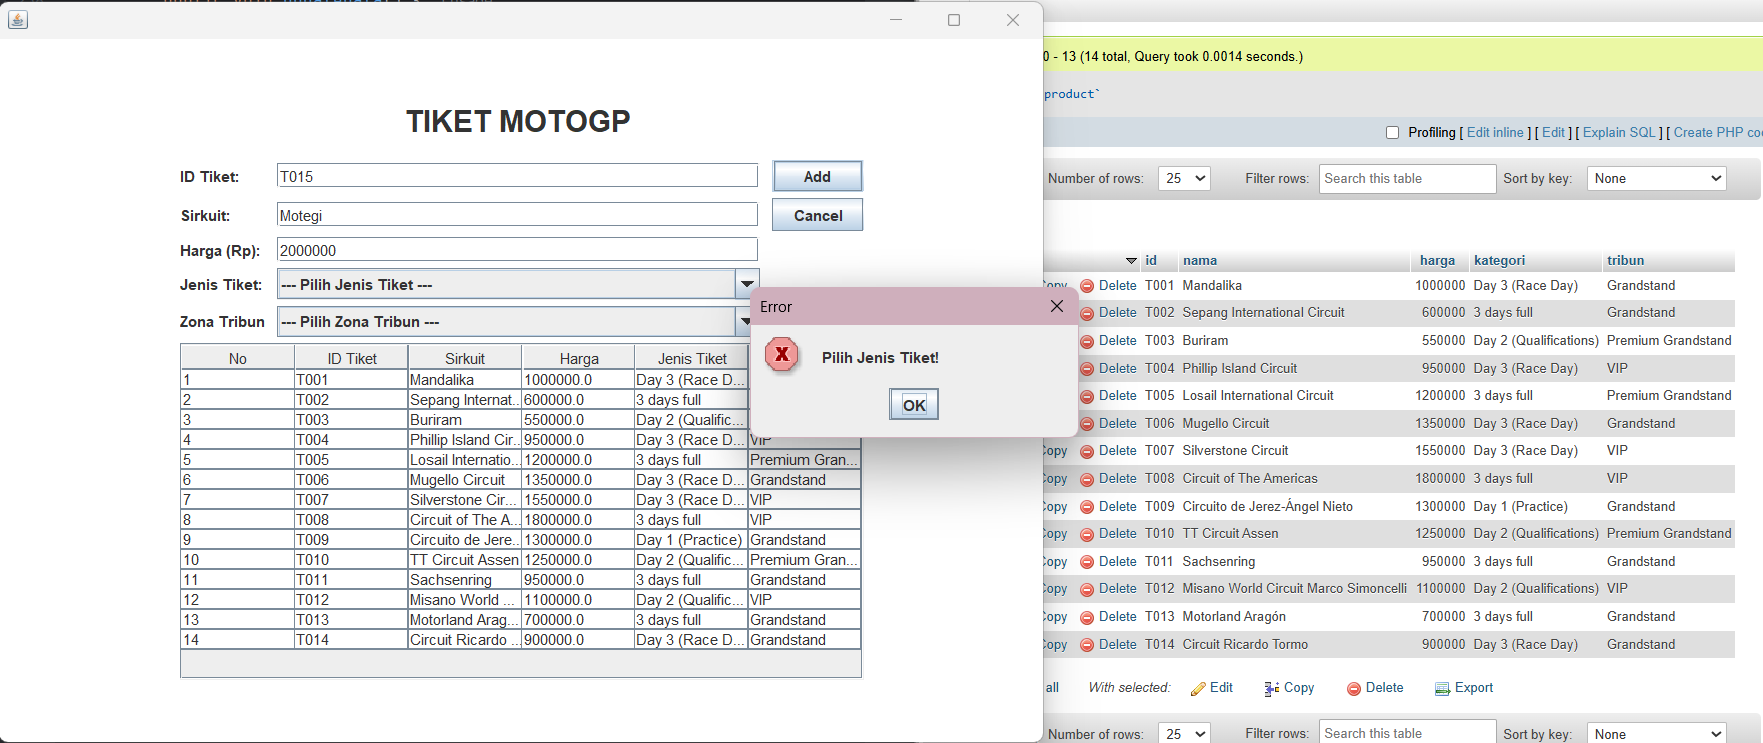 TIKET MOTOGP
ID Tiket: T015 Add
Sirkuit: Motegi Cancel
Harga (Rp): 2000000
Jenis Tiket: --- Pilih Jenis Tiket ---
Zona Tribun --- Pilih Zona Tribun ---
No ID Tiket Sirkuit Harga Jenis Tiket
1 T001 Mandalika 1000000.0 Day 3 (Race D...
2 T002 Sepang Internat... 600000.0 3 days full
3 T003 Buriram 550000.0 Day 2 (Qualific...
4 T004 Phillip Island Cir... 950000.0 Day 3 (Race D... VIP
5 T005 Losail Internatio... 1200000.0 3 days full Premium Gran...
6 T006 Mugello Circuit 1350000.0 Day 3 (Race D... Grandstand
7 T007 Silverstone Cir... 1550000.0 Day 3 (Race D... VIP
8 T008 Circuit of The A... 1800000.0 3 days full VIP
9 T009 Circuito de Jere... 1300000.0 Day 1 (Practice) Grandstand
10 T010 TT Circuit Assen 1250000.0 Day 2 (Qualific... Premium Gran...
11 T011 Sachsenring 950000.0 3 days full Grandstand
12 T012 Misano World ... 1100000.0 Day 2 (Qualific... VIP
13 T013 Motorland Arag... 700000.0 3 days full Grandstand
14 T014 Circuit Ricardo ... 900000.0 Day 3 (Race D... Grandstand
Error
Pilih Jenis Tiket!
OK
0 - 13 (14 total, Query took 0.0014 seconds.)
product`
Profiling [ Edit inline ] [ Edit ] [ Explain SQL ] [ Create PHP co
Number of rows: 25 Filter rows: Search this table Sort by key: None
id nama harga kategori tribun
Copy Delete T001 Mandalika 1000000 Day 3 (Race Day) Grandstand
Delete T002 Sepang International Circuit 600000 3 days full Grandstand
Delete T003 Buriram 550000 Day 2 (Qualifications) Premium Grandstand
Delete T004 Phillip Island Circuit 950000 Day 3 (Race Day) VIP
Delete T005 Losail International Circuit 1200000 3 days full Premium Grandstand
Delete T006 Mugello Circuit 1350000 Day 3 (Race Day) Grandstand
Copy Delete T007 Silverstone Circuit 1550000 Day 3 (Race Day) VIP
Copy Delete T008 Circuit of The Americas 1800000 3 days full VIP
Copy Delete T009 Circuito de Jerez-Ángel Nieto 1300000 Day 1 (Practice) Grandstand
Copy Delete T010 TT Circuit Assen 1250000 Day 2 (Qualifications) Premium Grandstand
Copy Delete T011 Sachsenring 950000 3 days full Grandstand
Copy Delete T012 Misano World Circuit Marco Simoncelli 1100000 Day 2 (Qualifications) VIP
Copy Delete T013 Motorland Aragón 700000 3 days full Grandstand
Copy Delete T014 Circuit Ricardo Tormo 900000 Day 3 (Race Day) Grandstand
all With selected: Edit Copy Delete Export
Number of rows: 25 Filter rows: Search this table Sort by key: None